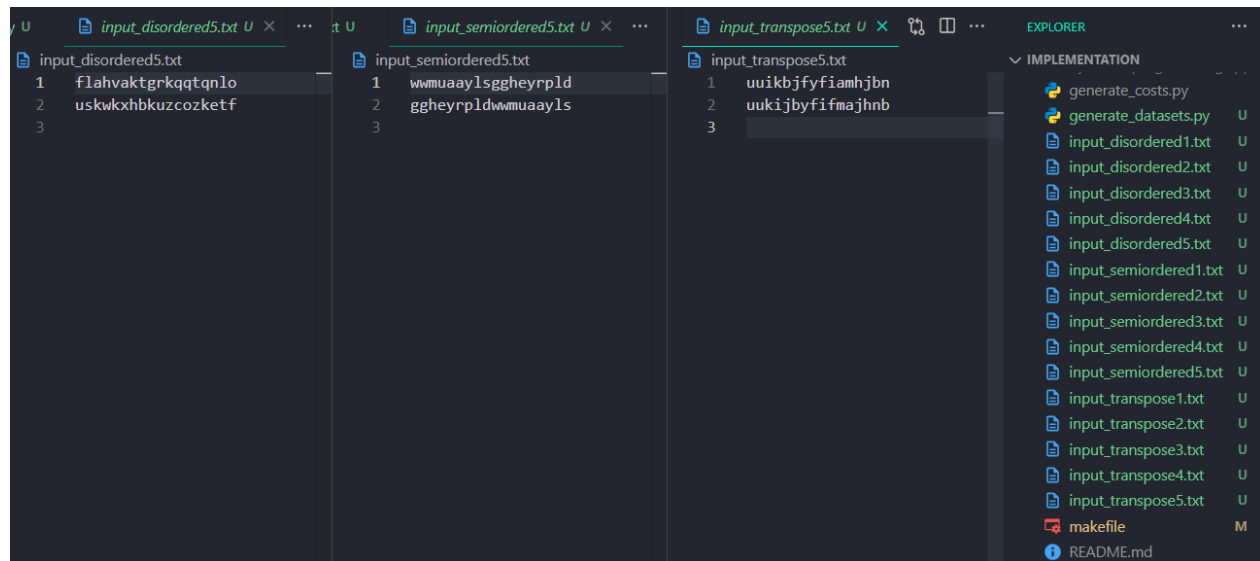 y U
input_disordered5.txt U
input_disordered5.txt
1 flahvaktgrkqqtqnlo
2 uskwkxhbkuzcozketf
3
t U
input_semiordered5.txt U
input_semiordered5.txt
1 wwmuaaylsggheyrpld
2 ggheyrpldwwmuaayls
3
input_transpose5.txt U
input_transpose5.txt
1 uuikbjfyfiamhjbn
2 uukijbyfifmajhnb
3
EXPLORER
IMPLEMENTATION
generate_costs.py
generate_datasets.py U
input_disordered1.txt U
input_disordered2.txt U
input_disordered3.txt U
input_disordered4.txt U
input_disordered5.txt U
input_semiordered1.txt U
input_semiordered2.txt U
input_semiordered3.txt U
input_semiordered4.txt U
input_semiordered5.txt U
input_transpose1.txt U
input_transpose2.txt U
input_transpose3.txt U
input_transpose4.txt U
input_transpose5.txt U
makefile M
README.md